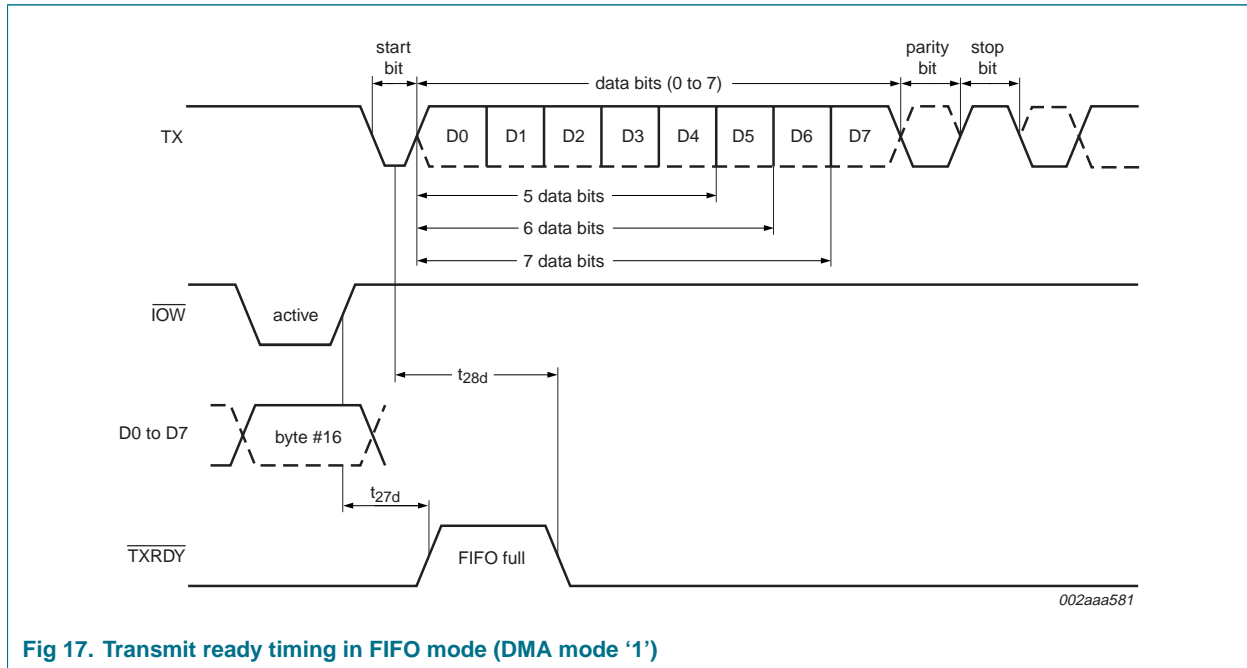 start bit
data bits (0 to 7)
parity bit
stop bit
TX
D0 D1 D2 D3 D4 D5 D6 D7
5 data bits
6 data bits
7 data bits
IOW
active
t28d
D0 to D7
byte #16
t27d
TXRDY
FIFO full
002aaa581
Fig 17. Transmit ready timing in FIFO mode (DMA mode ‘1’)